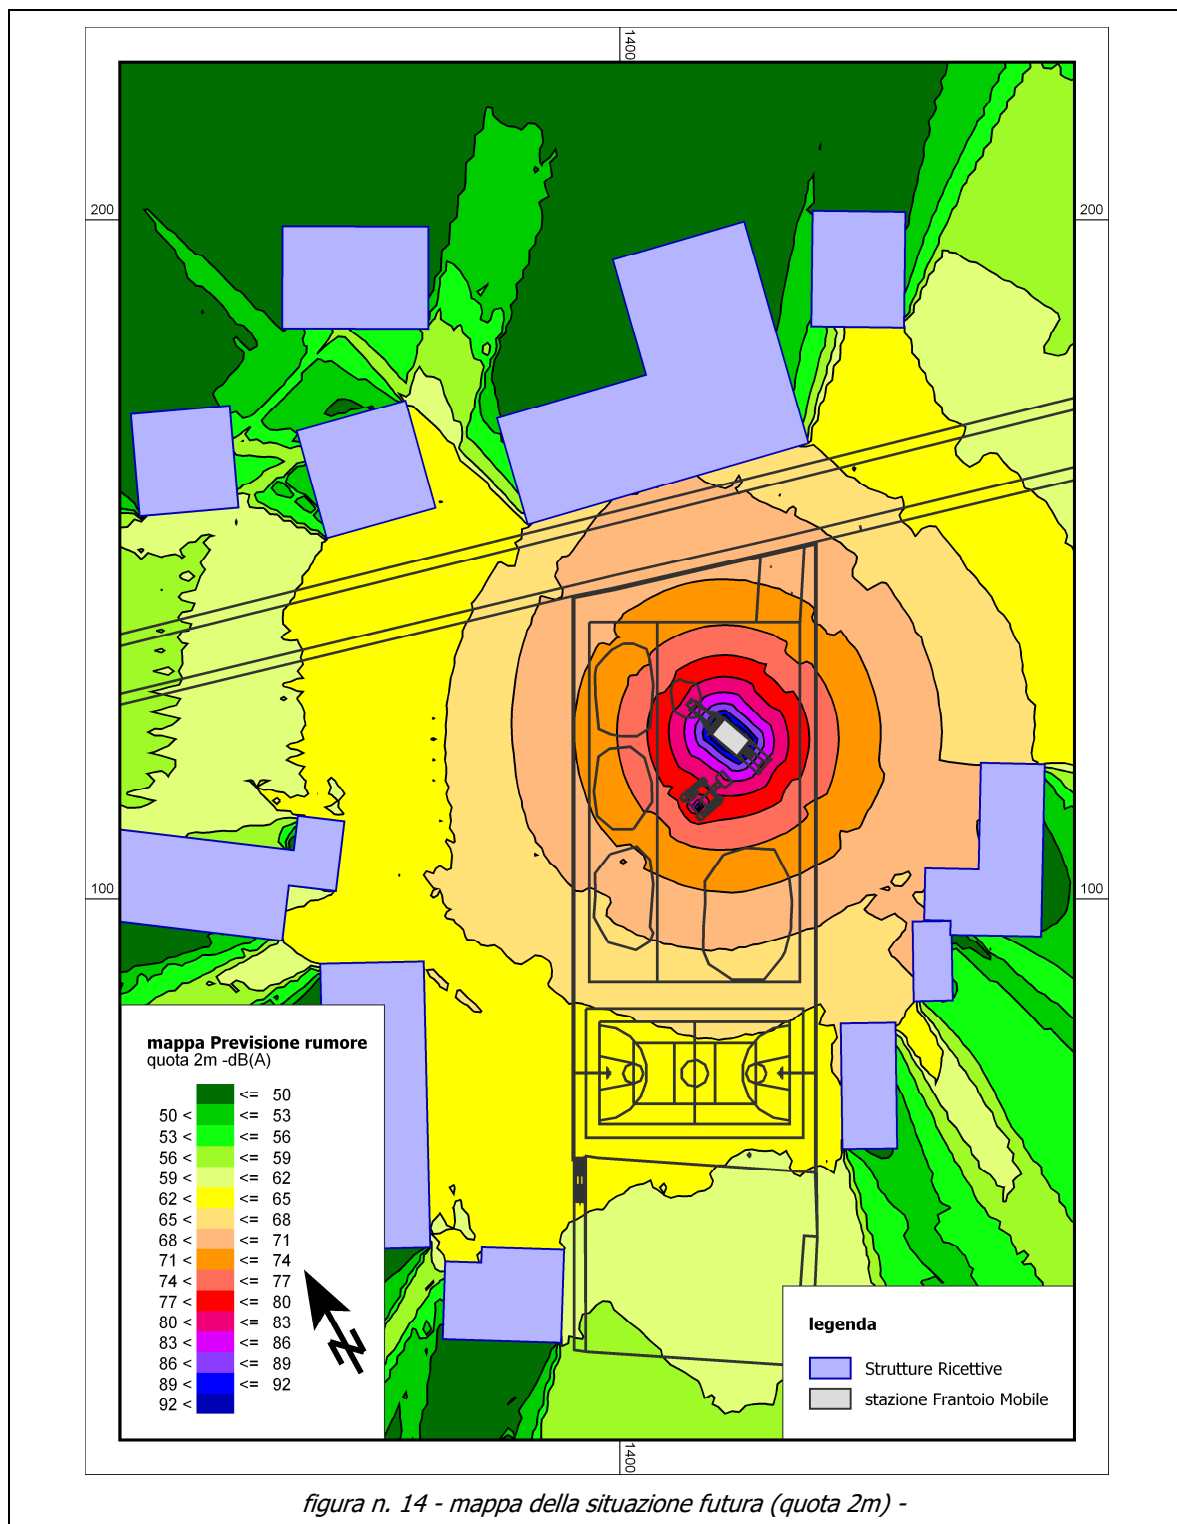 1400
200
200
100
100
mappa Previsione rumore
quota 2m -dB(A)
<= 50
50 < <= 53
53 < <= 56
56 < <= 59
59 < <= 62
62 < <= 65
65 < <= 68
68 < <= 71
71 < <= 74
74 < <= 77
77 < <= 80
80 < <= 83
83 < <= 86
86 < <= 89
89 < <= 92
92 <
N
legenda
Strutture Ricettive
stazione Frantoio Mobile
1400
figura n. 14 - mappa della situazione futura (quota 2m) -